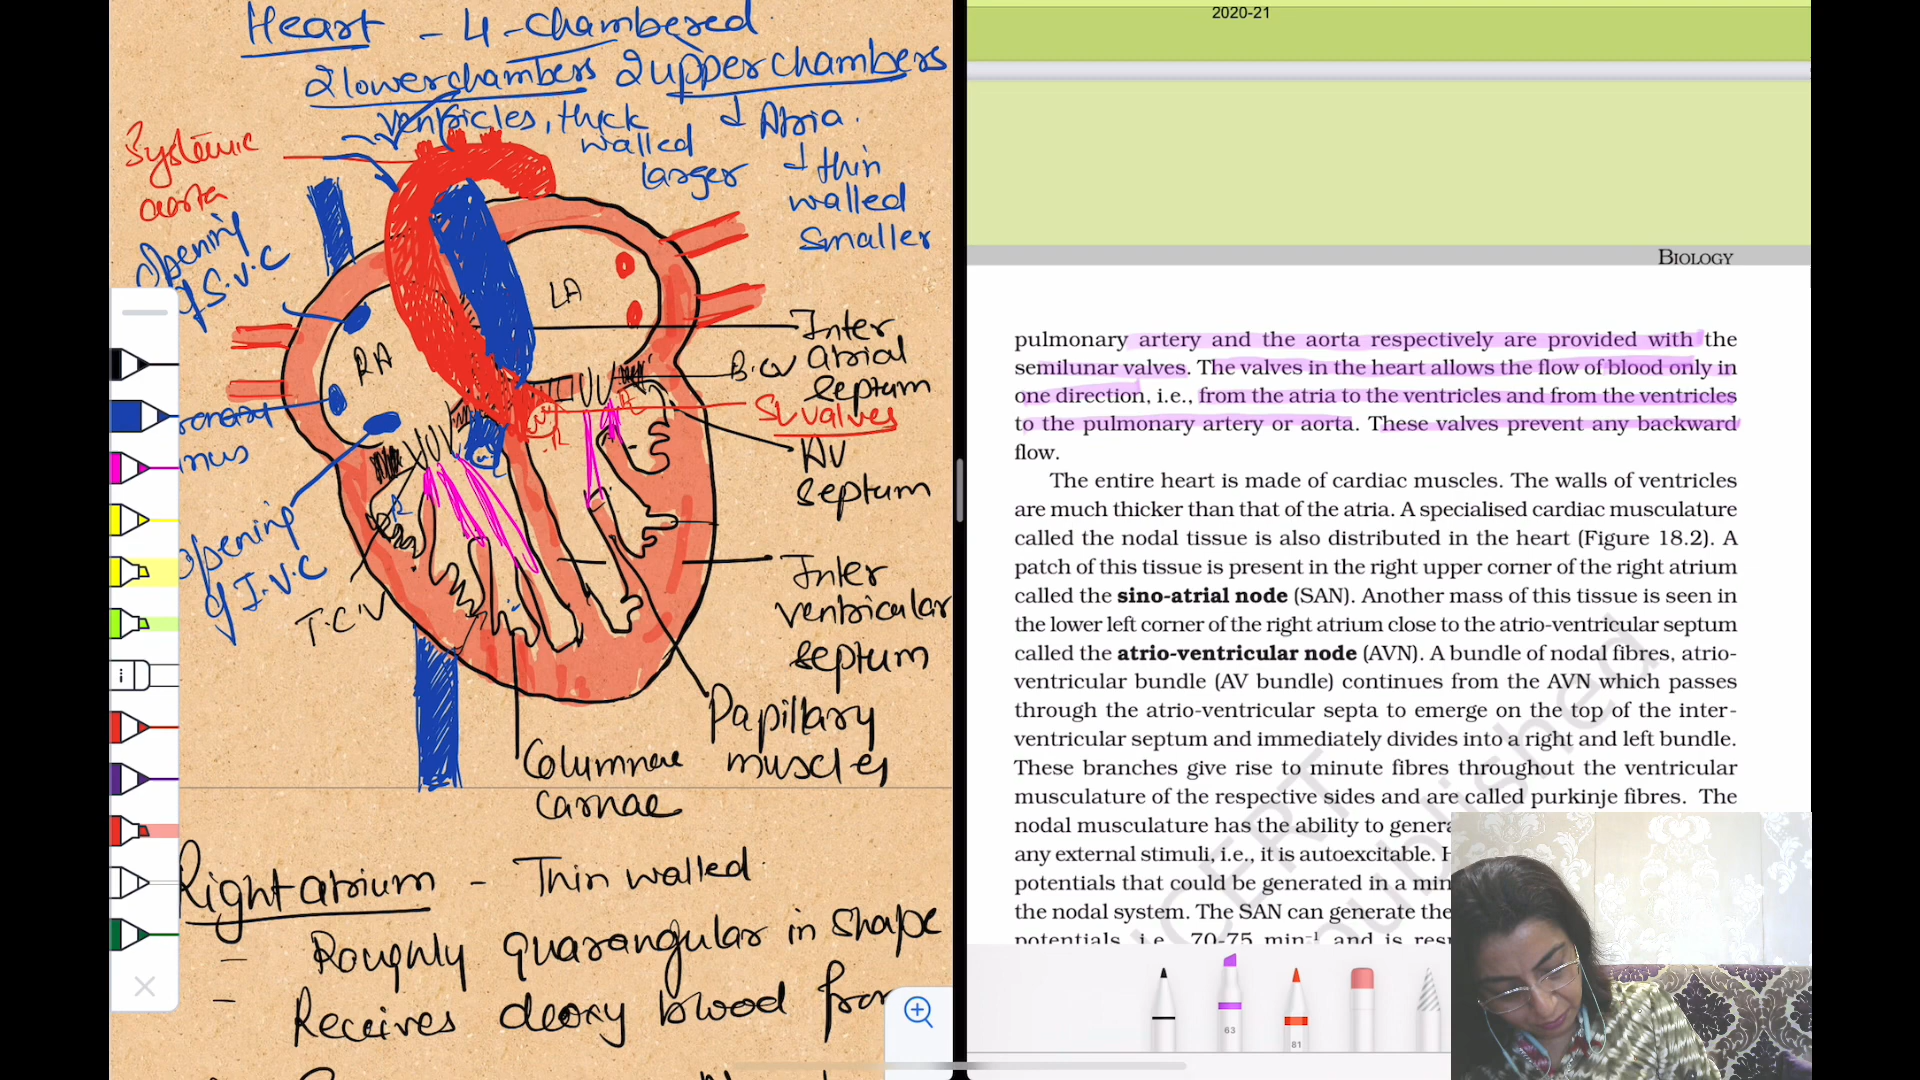 Heart - 4-chambered
2 lower chambers 2 upper chambers
ventricles, thick walled larger
↓ Atria.
↓ thin
walled
smaller
Systemic
aorta
Opening
of S.V.C
LA
RA
Inter
atrial
septum
B.C.V
SL valves
AV
septum
Opening
of I.V.C
T.C.V
Inter
ventricular
septum
Papillary
muscles
Columnae
carnae
Right atrium - Thin walled
- Roughly quarangular in shape
- Receives deoxy blood from
2020-21
BIOLOGY
pulmonary artery and the aorta respectively are provided with the
semilunar valves. The valves in the heart allows the flow of blood only in
one direction, i.e., from the atria to the ventricles and from the ventricles
to the pulmonary artery or aorta. These valves prevent any backward
flow.
The entire heart is made of cardiac muscles. The walls of ventricles
are much thicker than that of the atria. A specialised cardiac musculature
called the nodal tissue is also distributed in the heart (Figure 18.2). A
patch of this tissue is present in the right upper corner of the right atrium
called the sino-atrial node (SAN). Another mass of this tissue is seen in
the lower left corner of the right atrium close to the atrio-ventricular septum
called the atrio-ventricular node (AVN). A bundle of nodal fibres, atrio-
ventricular bundle (AV bundle) continues from the AVN which passes
through the atrio-ventricular septa to emerge on the top of the inter-
ventricular septum and immediately divides into a right and left bundle.
These branches give rise to minute fibres throughout the ventricular
musculature of the respective sides and are called purkinje fibres. The
nodal musculature has the ability to genera
any external stimuli, i.e., it is autoexcitable. H
potentials that could be generated in a min
the nodal system. The SAN can generate the
potentials, i.e., 70-75 min⁻¹, and is resp
63
81